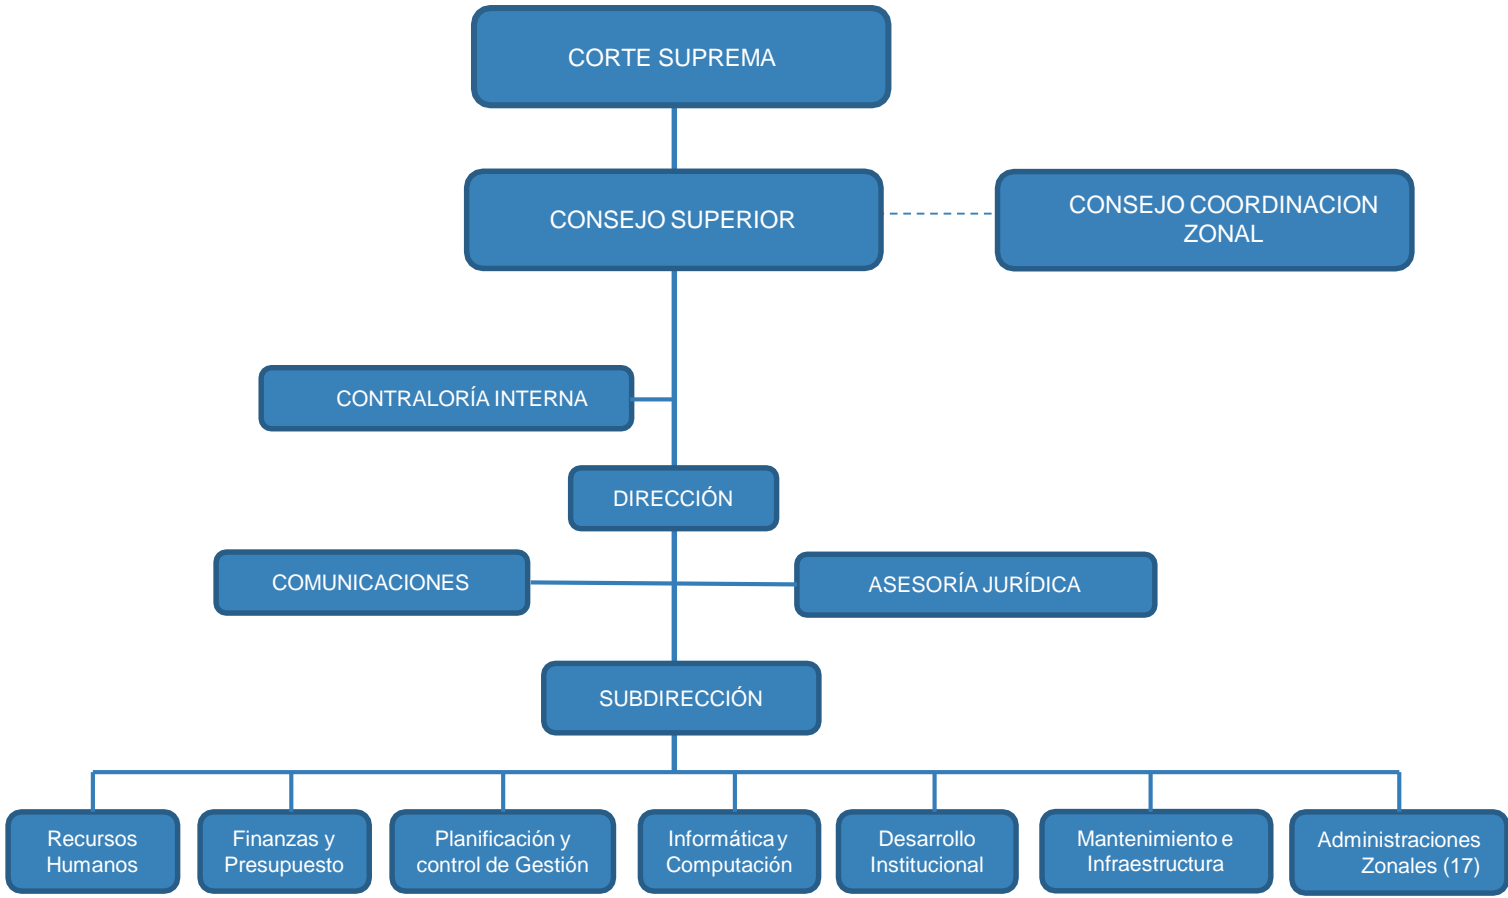 CORTE SUPREMA
CONSEJO SUPERIOR
CONSEJO COORDINACION
ZONAL
CONTRALORÍA INTERNA
DIRECCIÓN
COMUNICACIONES
ASESORÍA JURÍDICA
SUBDIRECCIÓN
Recursos
Humanos
Finanzas y
Presupuesto
Planificación y
control de Gestión
Informática y
Computación
Desarrollo
Institucional
Mantenimiento e
Infraestructura
Administraciones
Zonales (17)